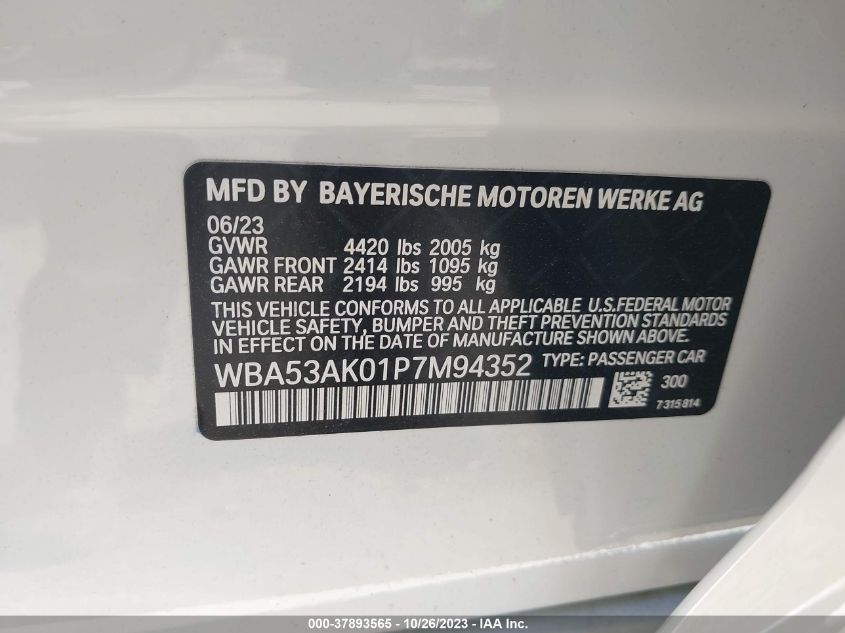 MFD BY BAYERISCHE MOTOREN WERKE AG
06/23
GVWR 4420 lbs 2005 kg
GAWR FRONT 2414 lbs 1095 kg
GAWR REAR 2194 lbs 995 kg
THIS VEHICLE CONFORMS TO ALL APPLICABLE U.S.FEDERAL MOTOR
VEHICLE SAFETY, BUMPER AND THEFT PREVENTION STANDARDS
IN EFFECT ON THE DATE OF MANUFACTURE SHOWN ABOVE.
WBA53AK01P7M94352 TYPE: PASSENGER CAR
300
7315814
000-37893565 - 10/26/2023 - IAA Inc.